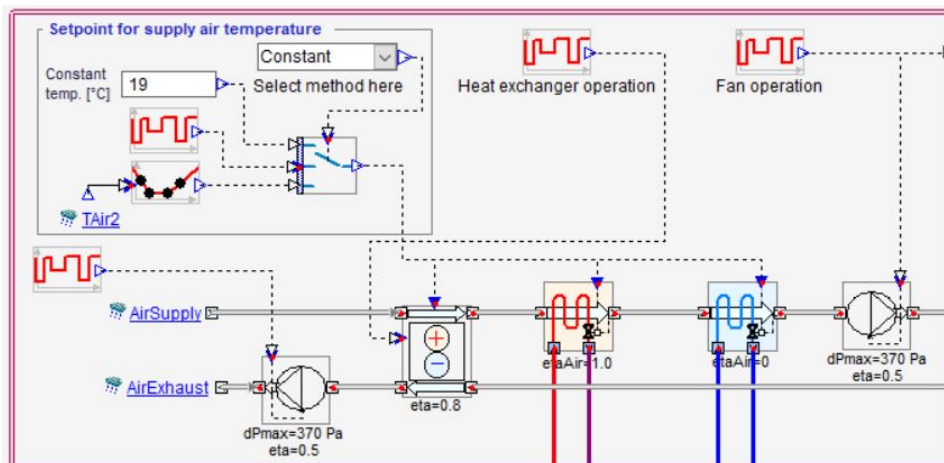 Setpoint for supply air temperature
Constant
Constant
temp. [°C]
19
Select method here
Heat exchanger operation
Fan operation
TAir2
AirSupply
AirExhaust
etaAir=1.0
etaAir=0
dPmax=370 Pa
eta=0.5
eta=0.8
dPmax=370 Pa
eta=0.5